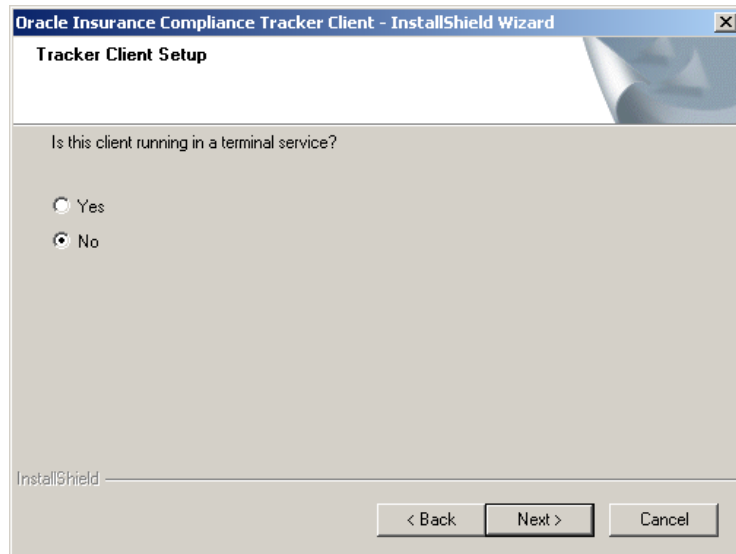 Oracle Insurance Compliance Tracker Client - InstallShield Wizard
Tracker Client Setup
Is this client running in a terminal service?
Yes
No
InstallShield
< Back Next > Cancel